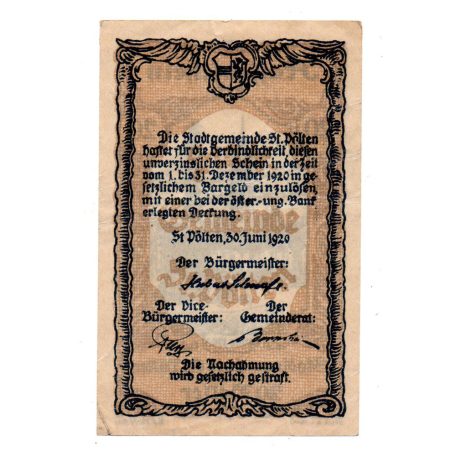 Die Stadtgemeinde St. Pölten
haftet für die Verbindlichkeit, diesen
unverzinslichen Schein in der Zeit
vom 1. bis 31. Dezember 1920 in ge-
setzlichem Bargeld einzulösen,
mit einer bei der öster.-ung. Bank
erlegten Deckung.
St Pölten, 30. Juni 1920
Der Bürgermeister:
Der Vice-
Bürgermeister:
Der
Gemeinderat:
Die Nachahmung
wird gesetzlich gestraft.